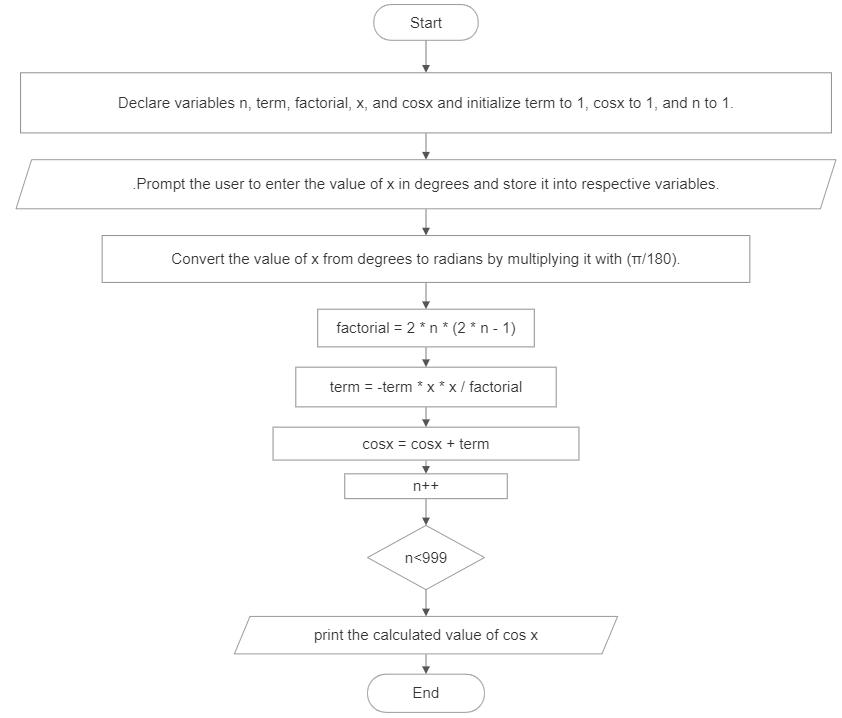 Start
Declare variables n, term, factorial, x, and cosx and initialize term to 1, cosx to 1, and n to 1.
.Prompt the user to enter the value of x in degrees and store it into respective variables.
Convert the value of x from degrees to radians by multiplying it with (π/180).
factorial = 2 * n * (2 * n - 1)
term = -term * x * x / factorial
cosx = cosx + term
n++
n<999
print the calculated value of cos x
End